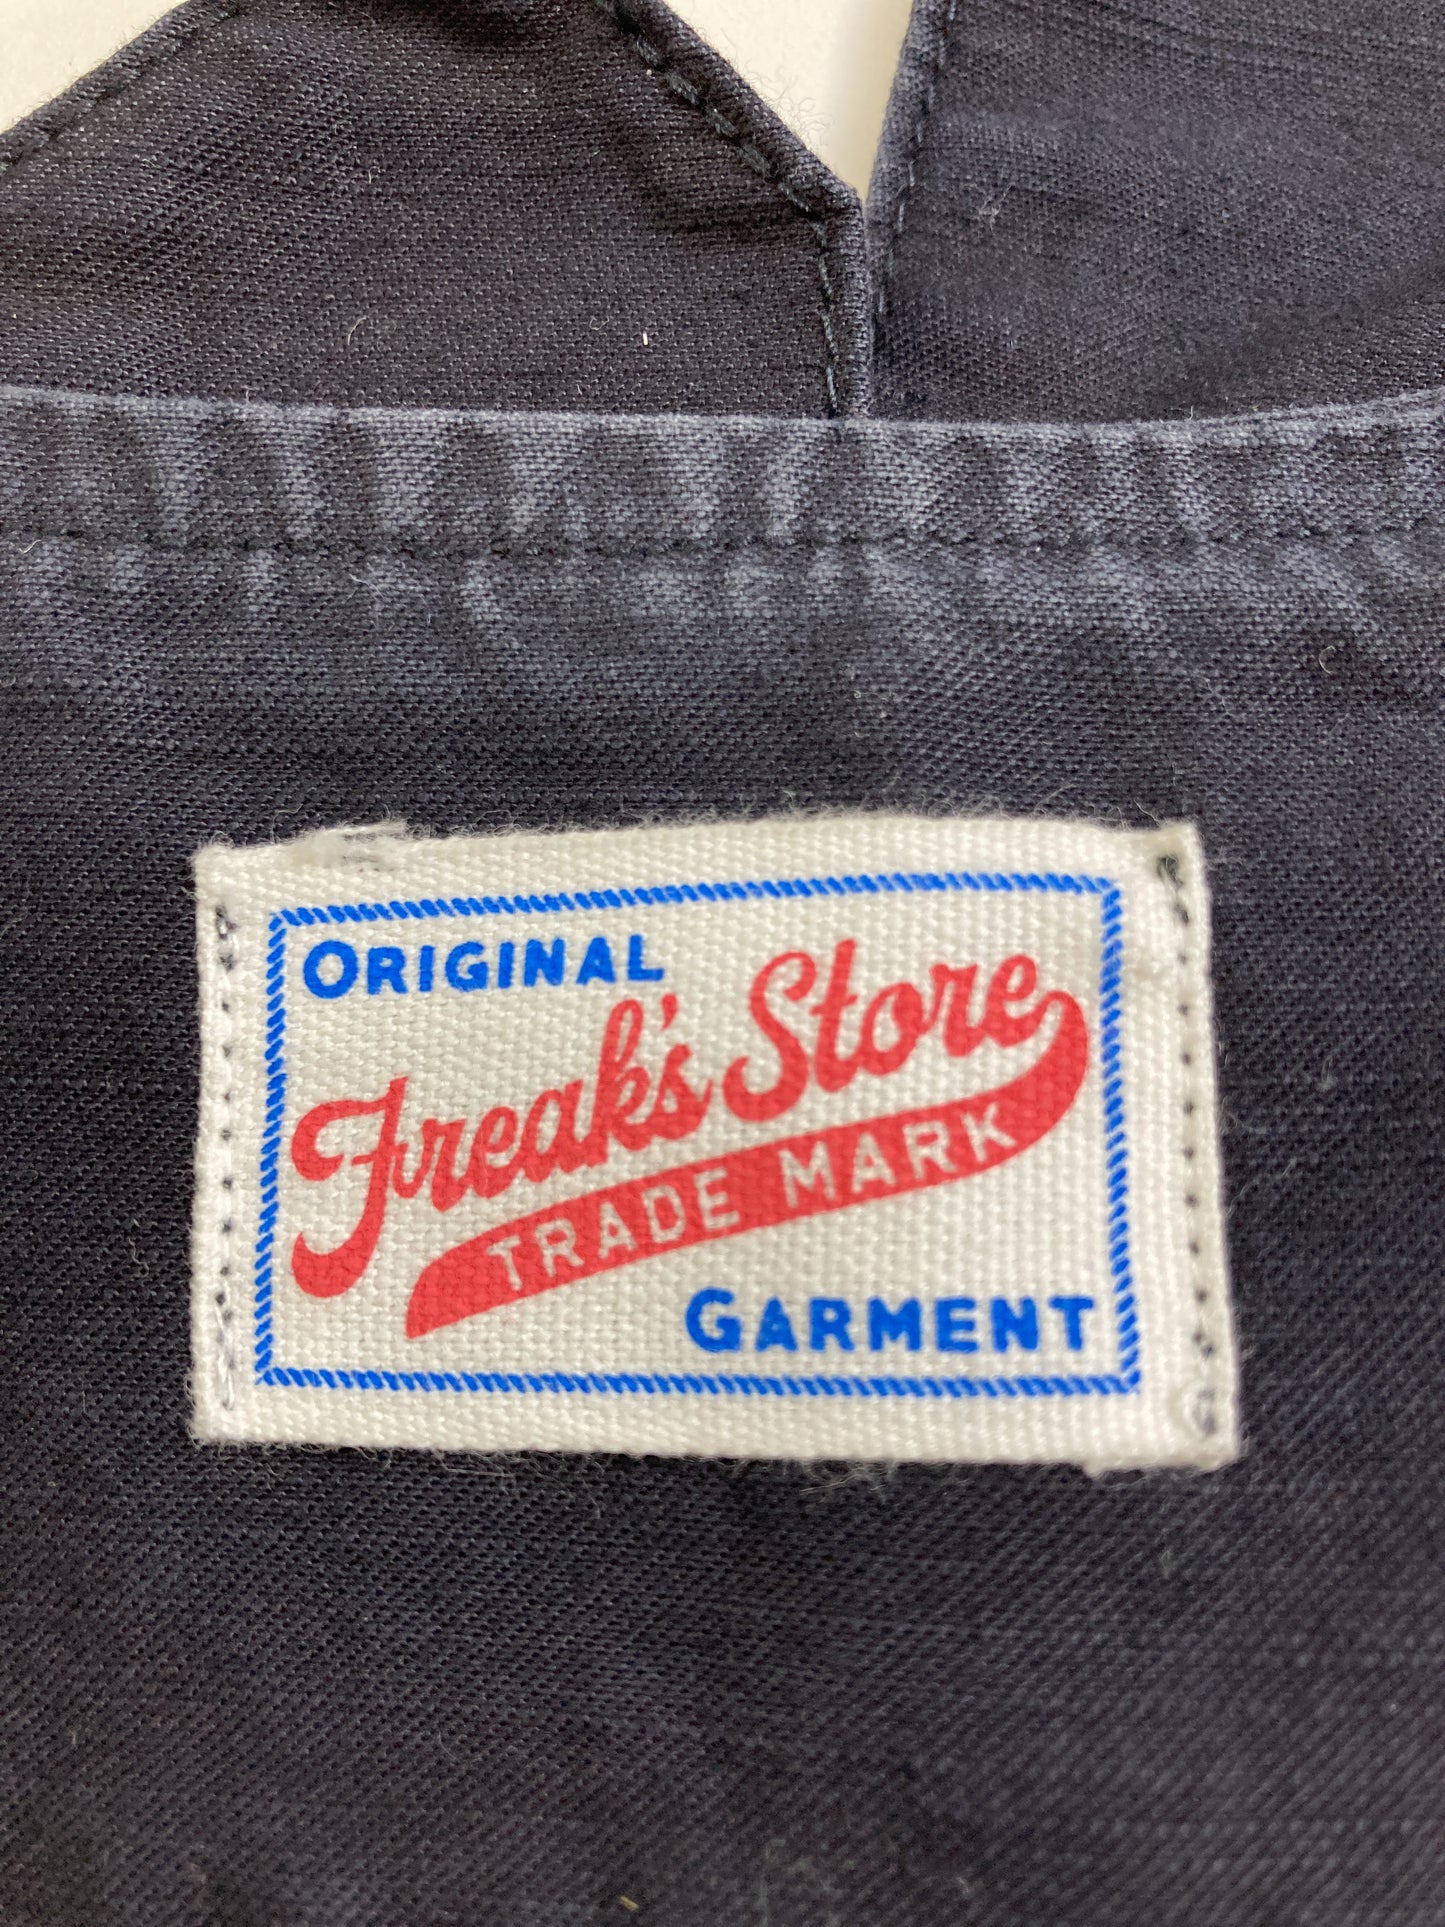 ORIGINAL
Freak's Store
TRADE MARK
GARMENT